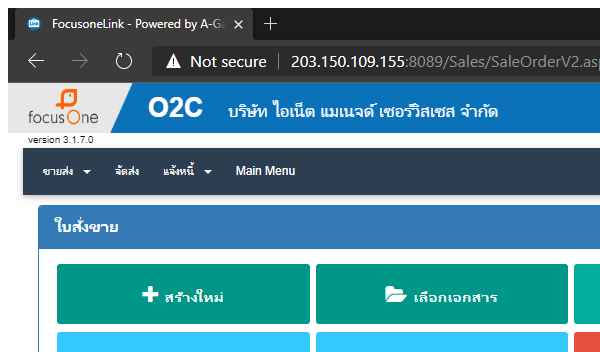 FocusoneLink - Powered by A-Ga
Not secure 203.150.109.155:8089/Sales/SaleOrderV2.asp
focusOne O2C บริษัท ไอเน็ต แมเนจด์ เซอร์วิสเซส จำกัด
version 3.1.7.0
ขายส่ง จัดส่ง แจ้งหนี้ Main Menu
ใบสั่งขาย
สร้างใหม่ เลือกเอกสาร